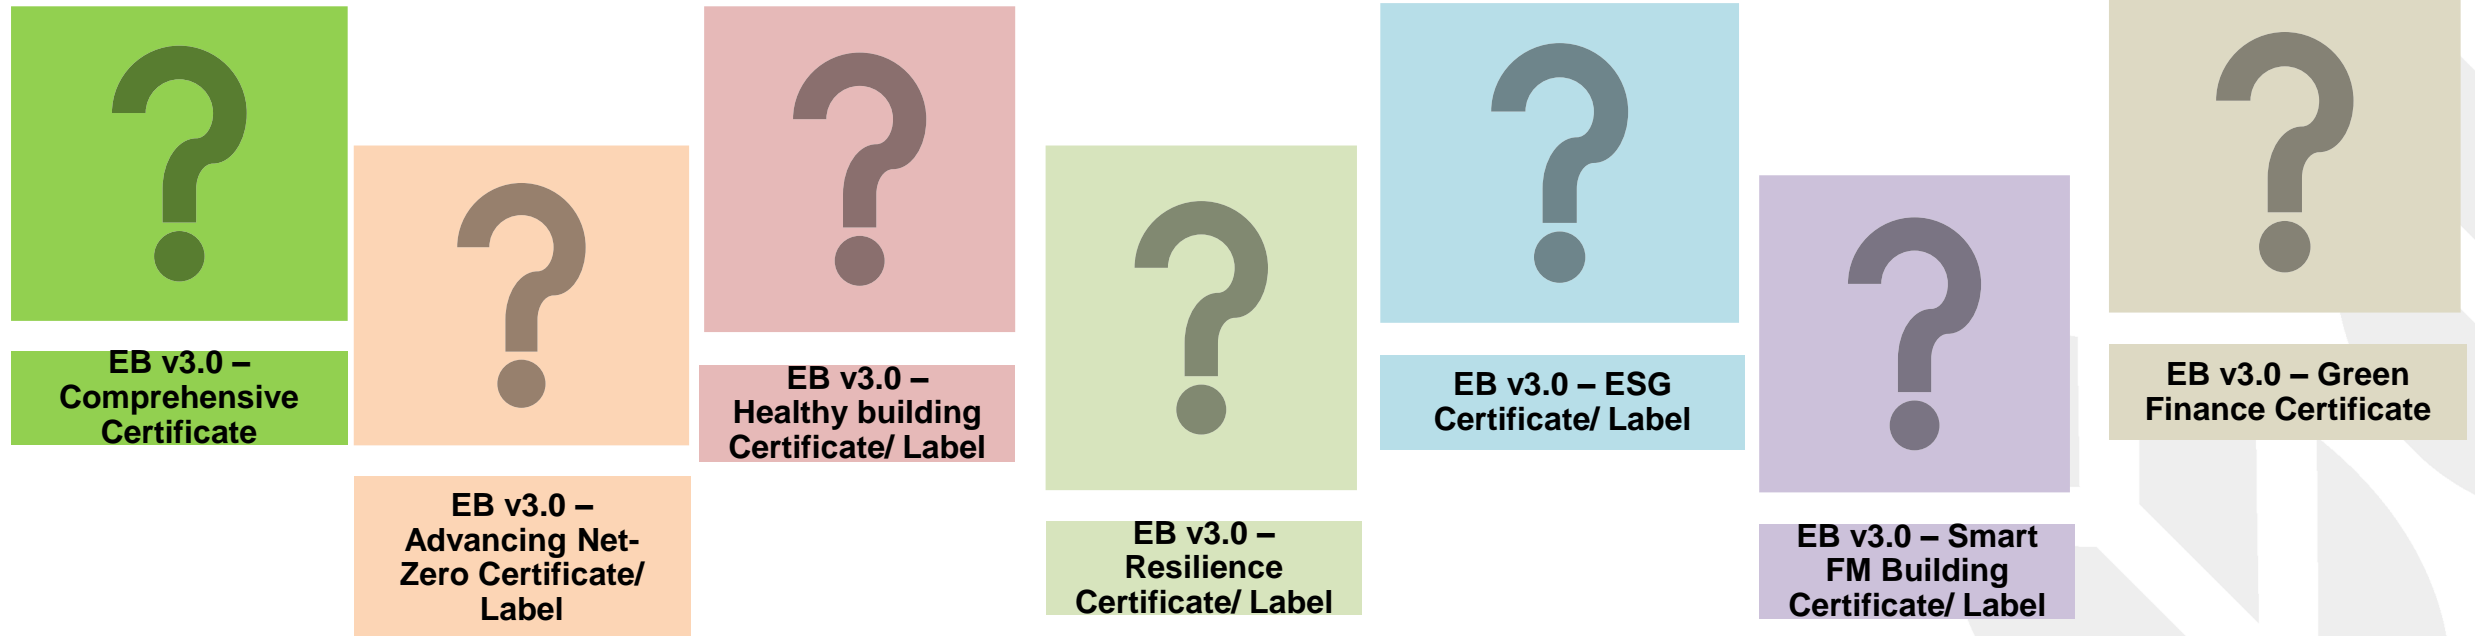 EB v3.0 –
Comprehensive
Certificate
EB v3.0 –
Advancing Net-
Zero Certificate/
Label
EB v3.0 –
Healthy building
Certificate/ Label
EB v3.0 –
Resilience
Certificate/ Label
EB v3.0 – ESG
Certificate/ Label
EB v3.0 – Smart
FM Building
Certificate/ Label
EB v3.0 – Green
Finance Certificate